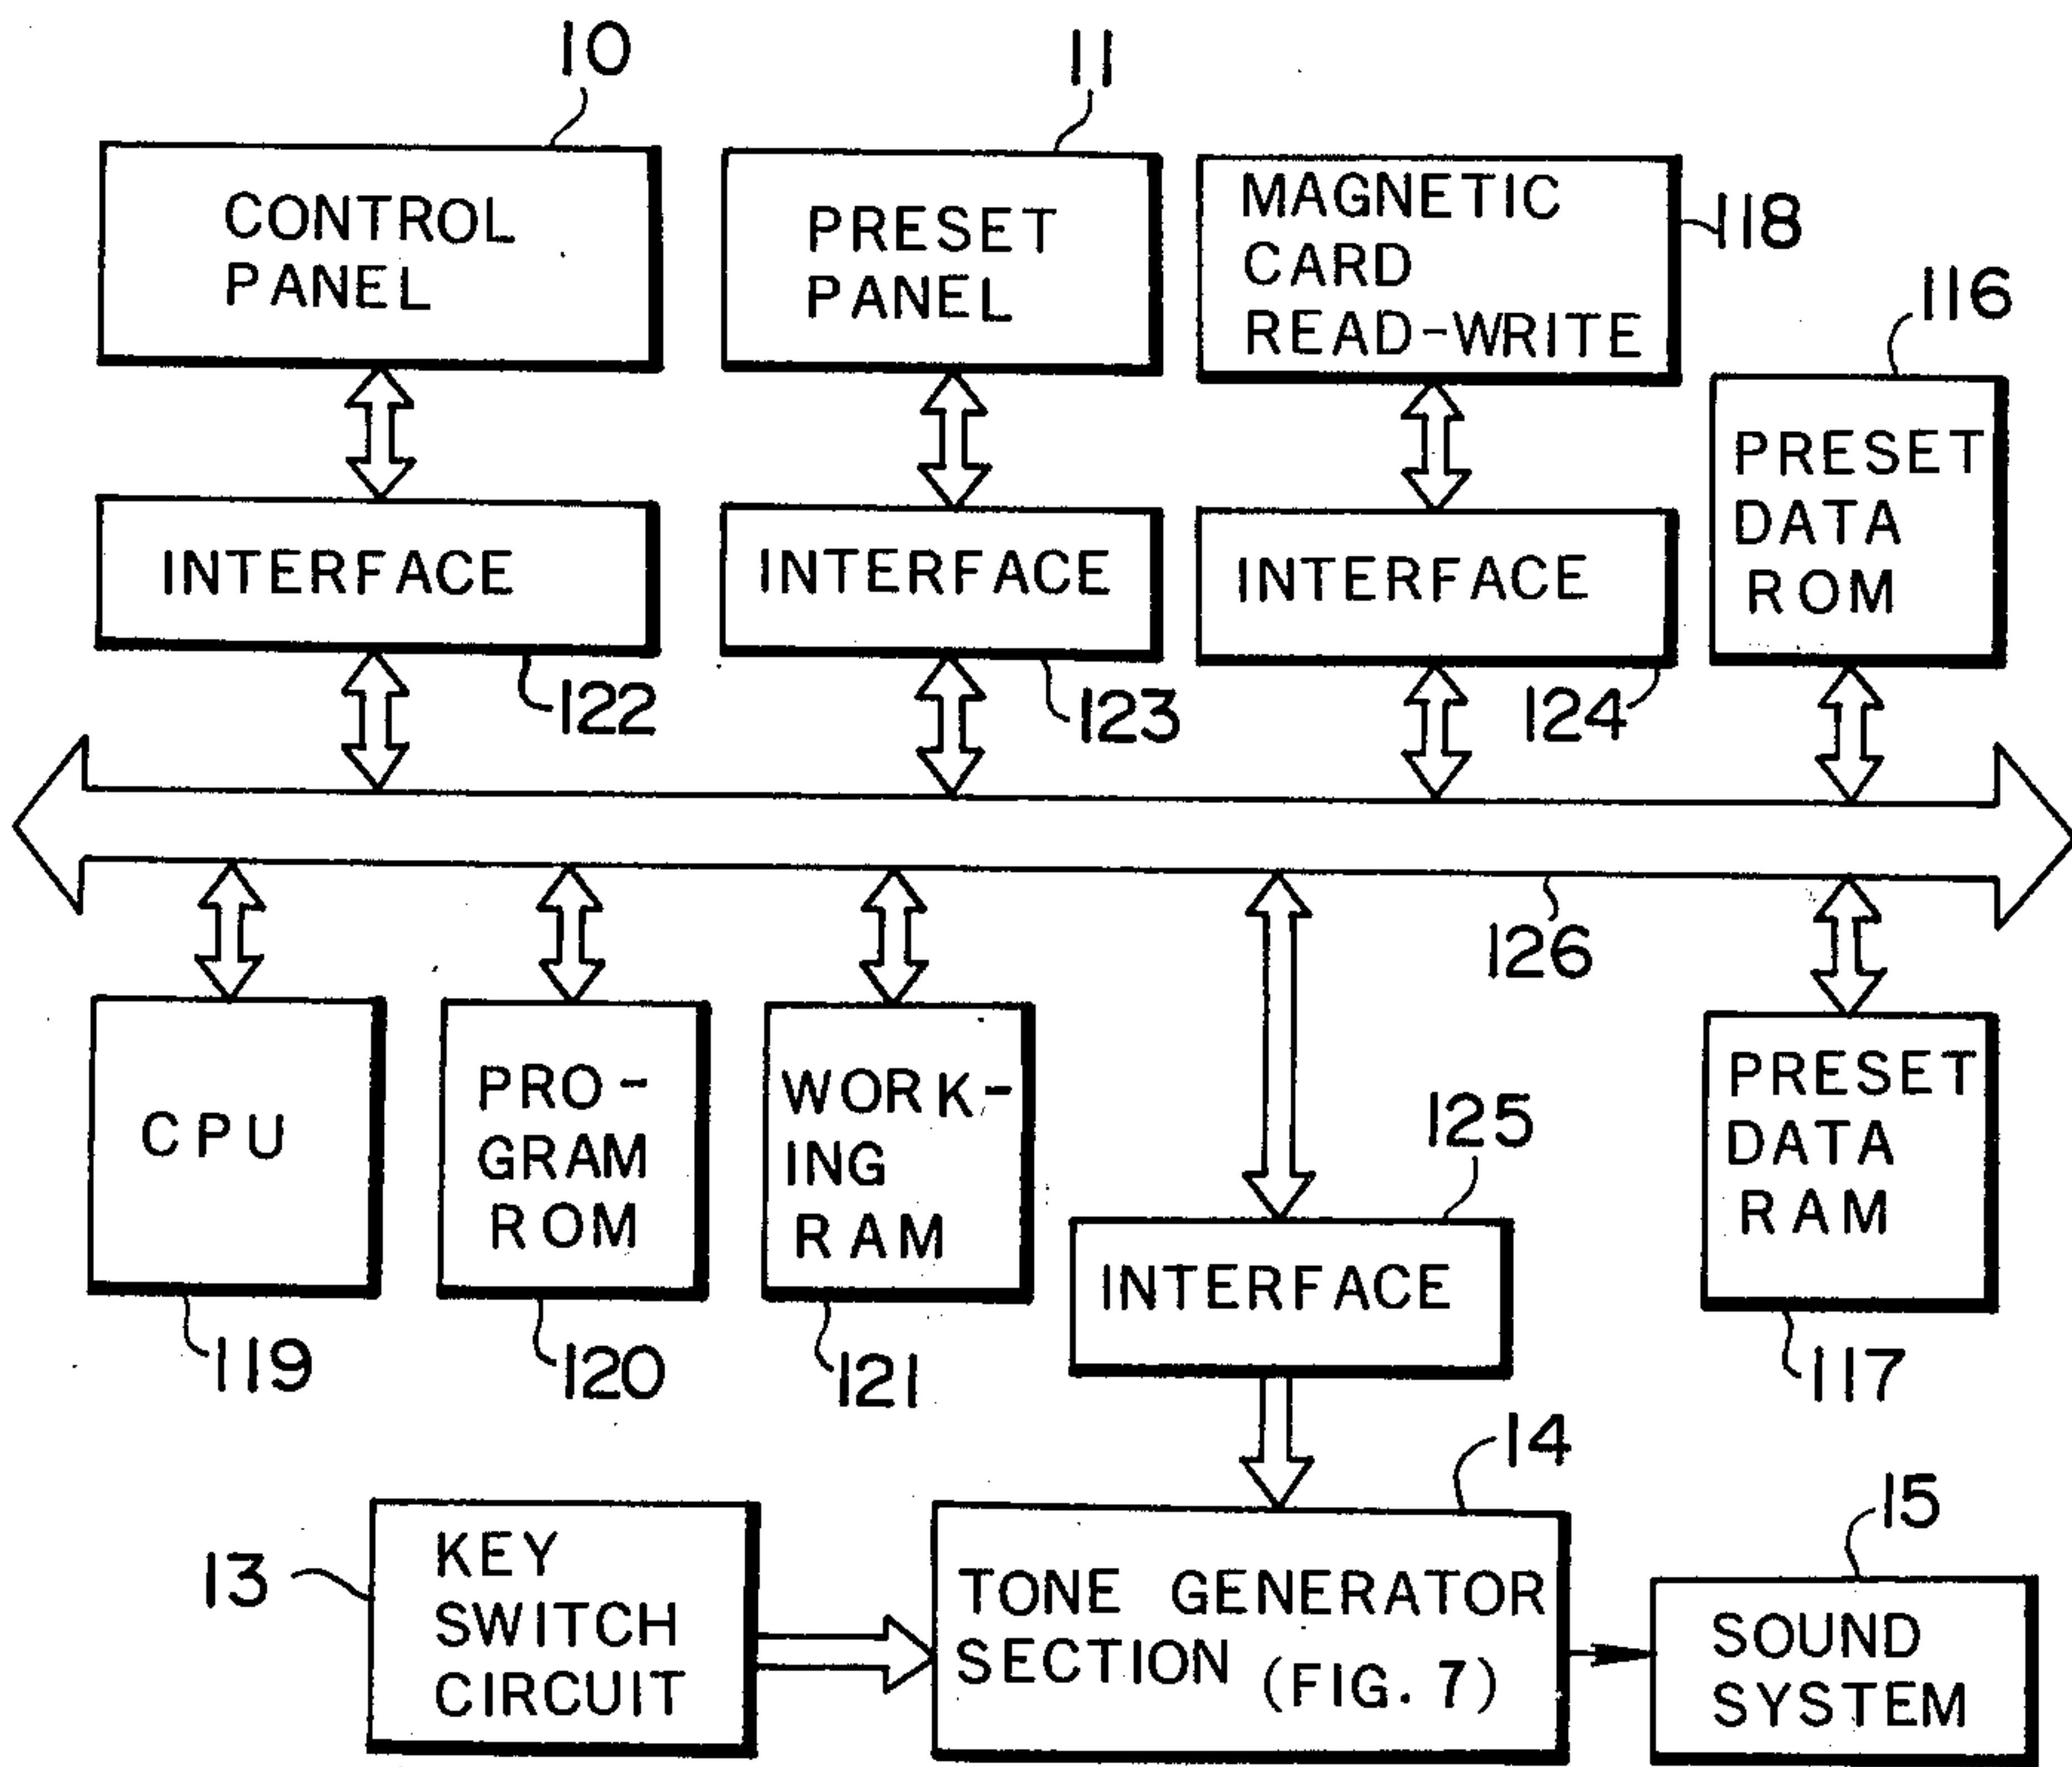 10
11
CONTROL
PANEL
PRESET
PANEL
MAGNETIC
CARD
READ-WRITE
118
116
PRESET
DATA
ROM
INTERFACE
INTERFACE
INTERFACE
122
123
124
126
CPU
PRO-
GRAM
ROM
WORK-
ING
RAM
125
INTERFACE
PRESET
DATA
RAM
119
120
121
117
14
15
13
KEY
SWITCH
CIRCUIT
TONE GENERATOR
SECTION (FIG. 7)
SOUND
SYSTEM